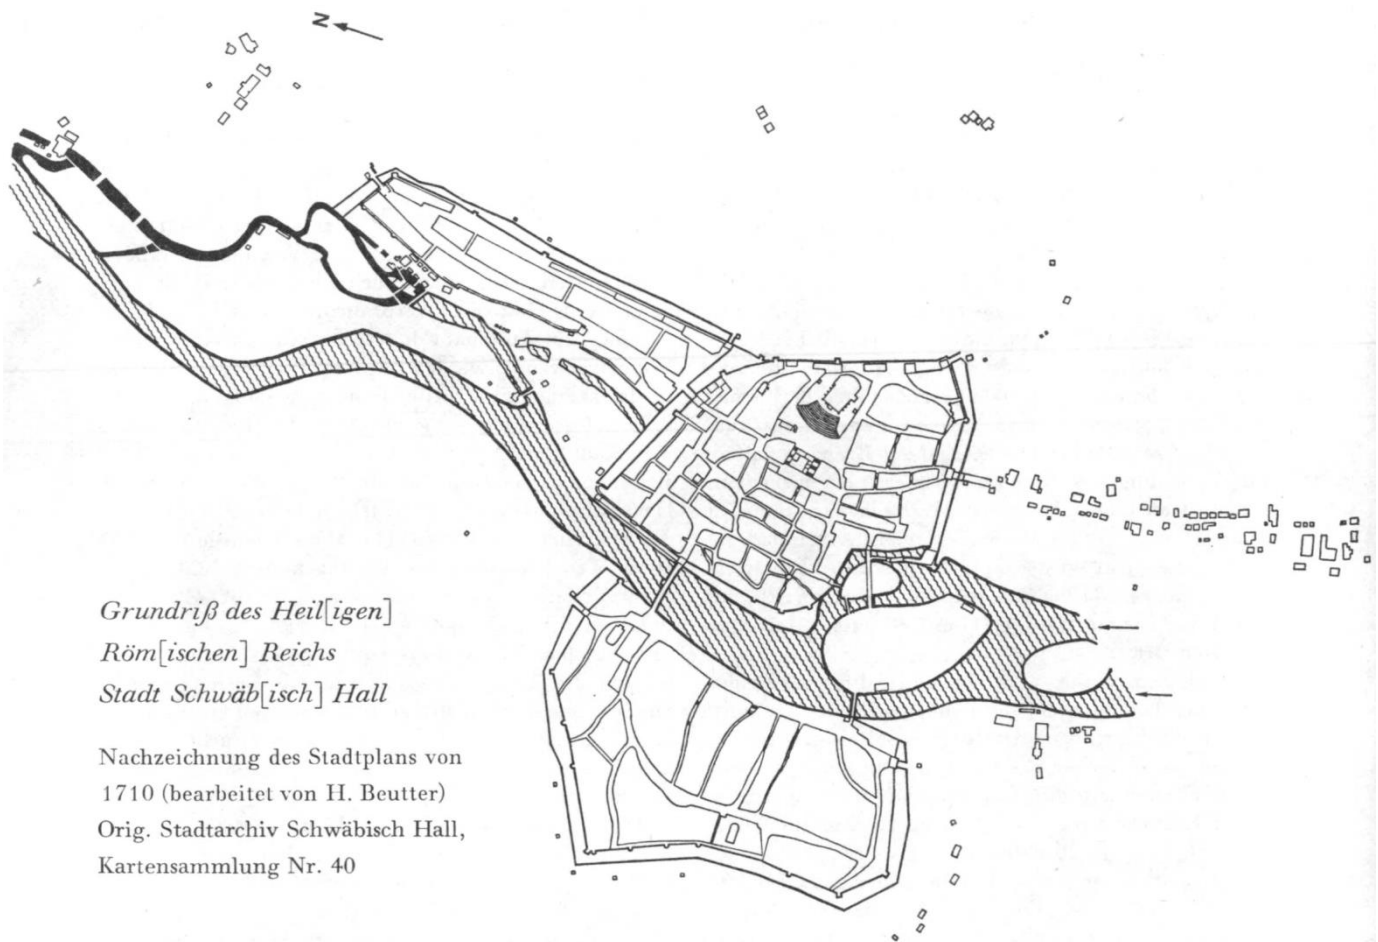 N
Grundriß des Heil[igen]
Röm[ischen] Reichs
Stadt Schwäb[isch] Hall
Nachzeichnung des Stadtplans von
1710 (bearbeitet von H. Beutter)
Orig. Stadtarchiv Schwäbisch Hall,
Kartensammlung Nr. 40